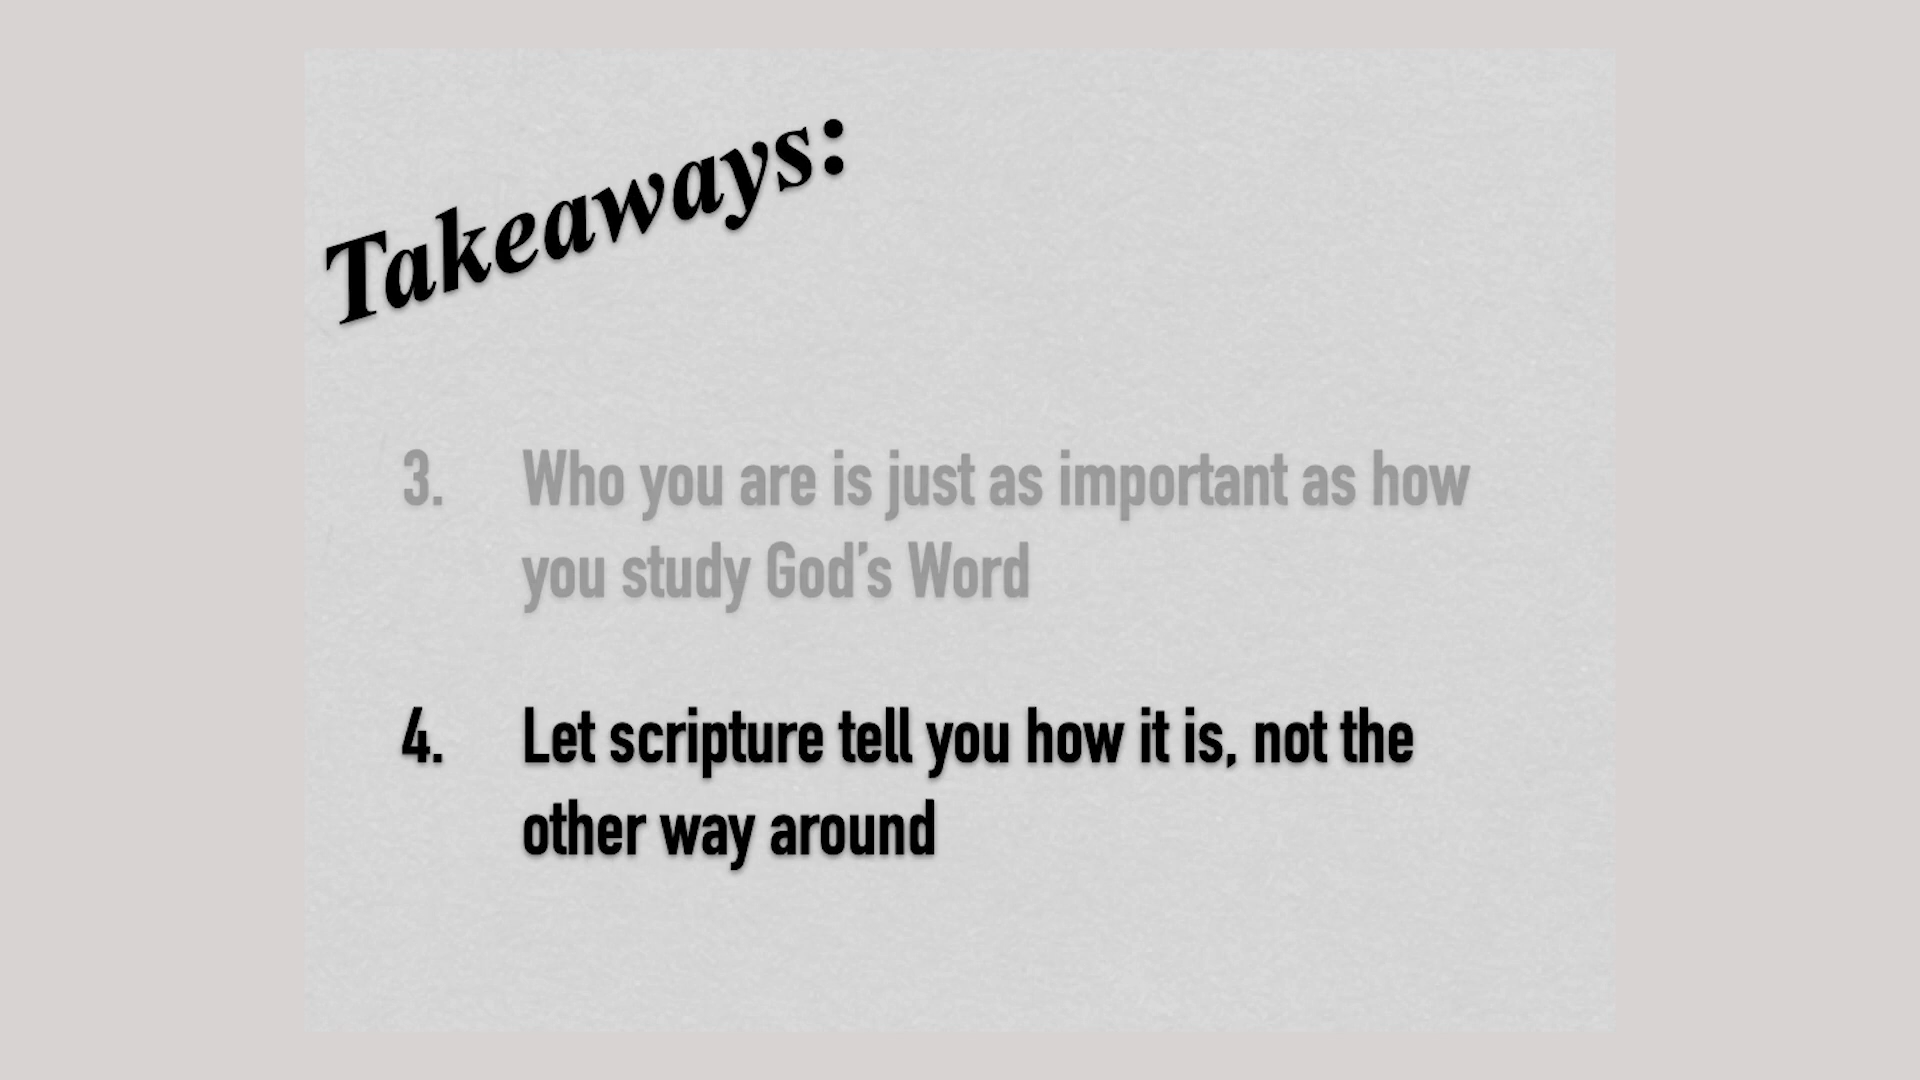 Takeaways:
3. Who you are is just as important as how
you study God’s Word
4. Let scripture tell you how it is, not the
other way around